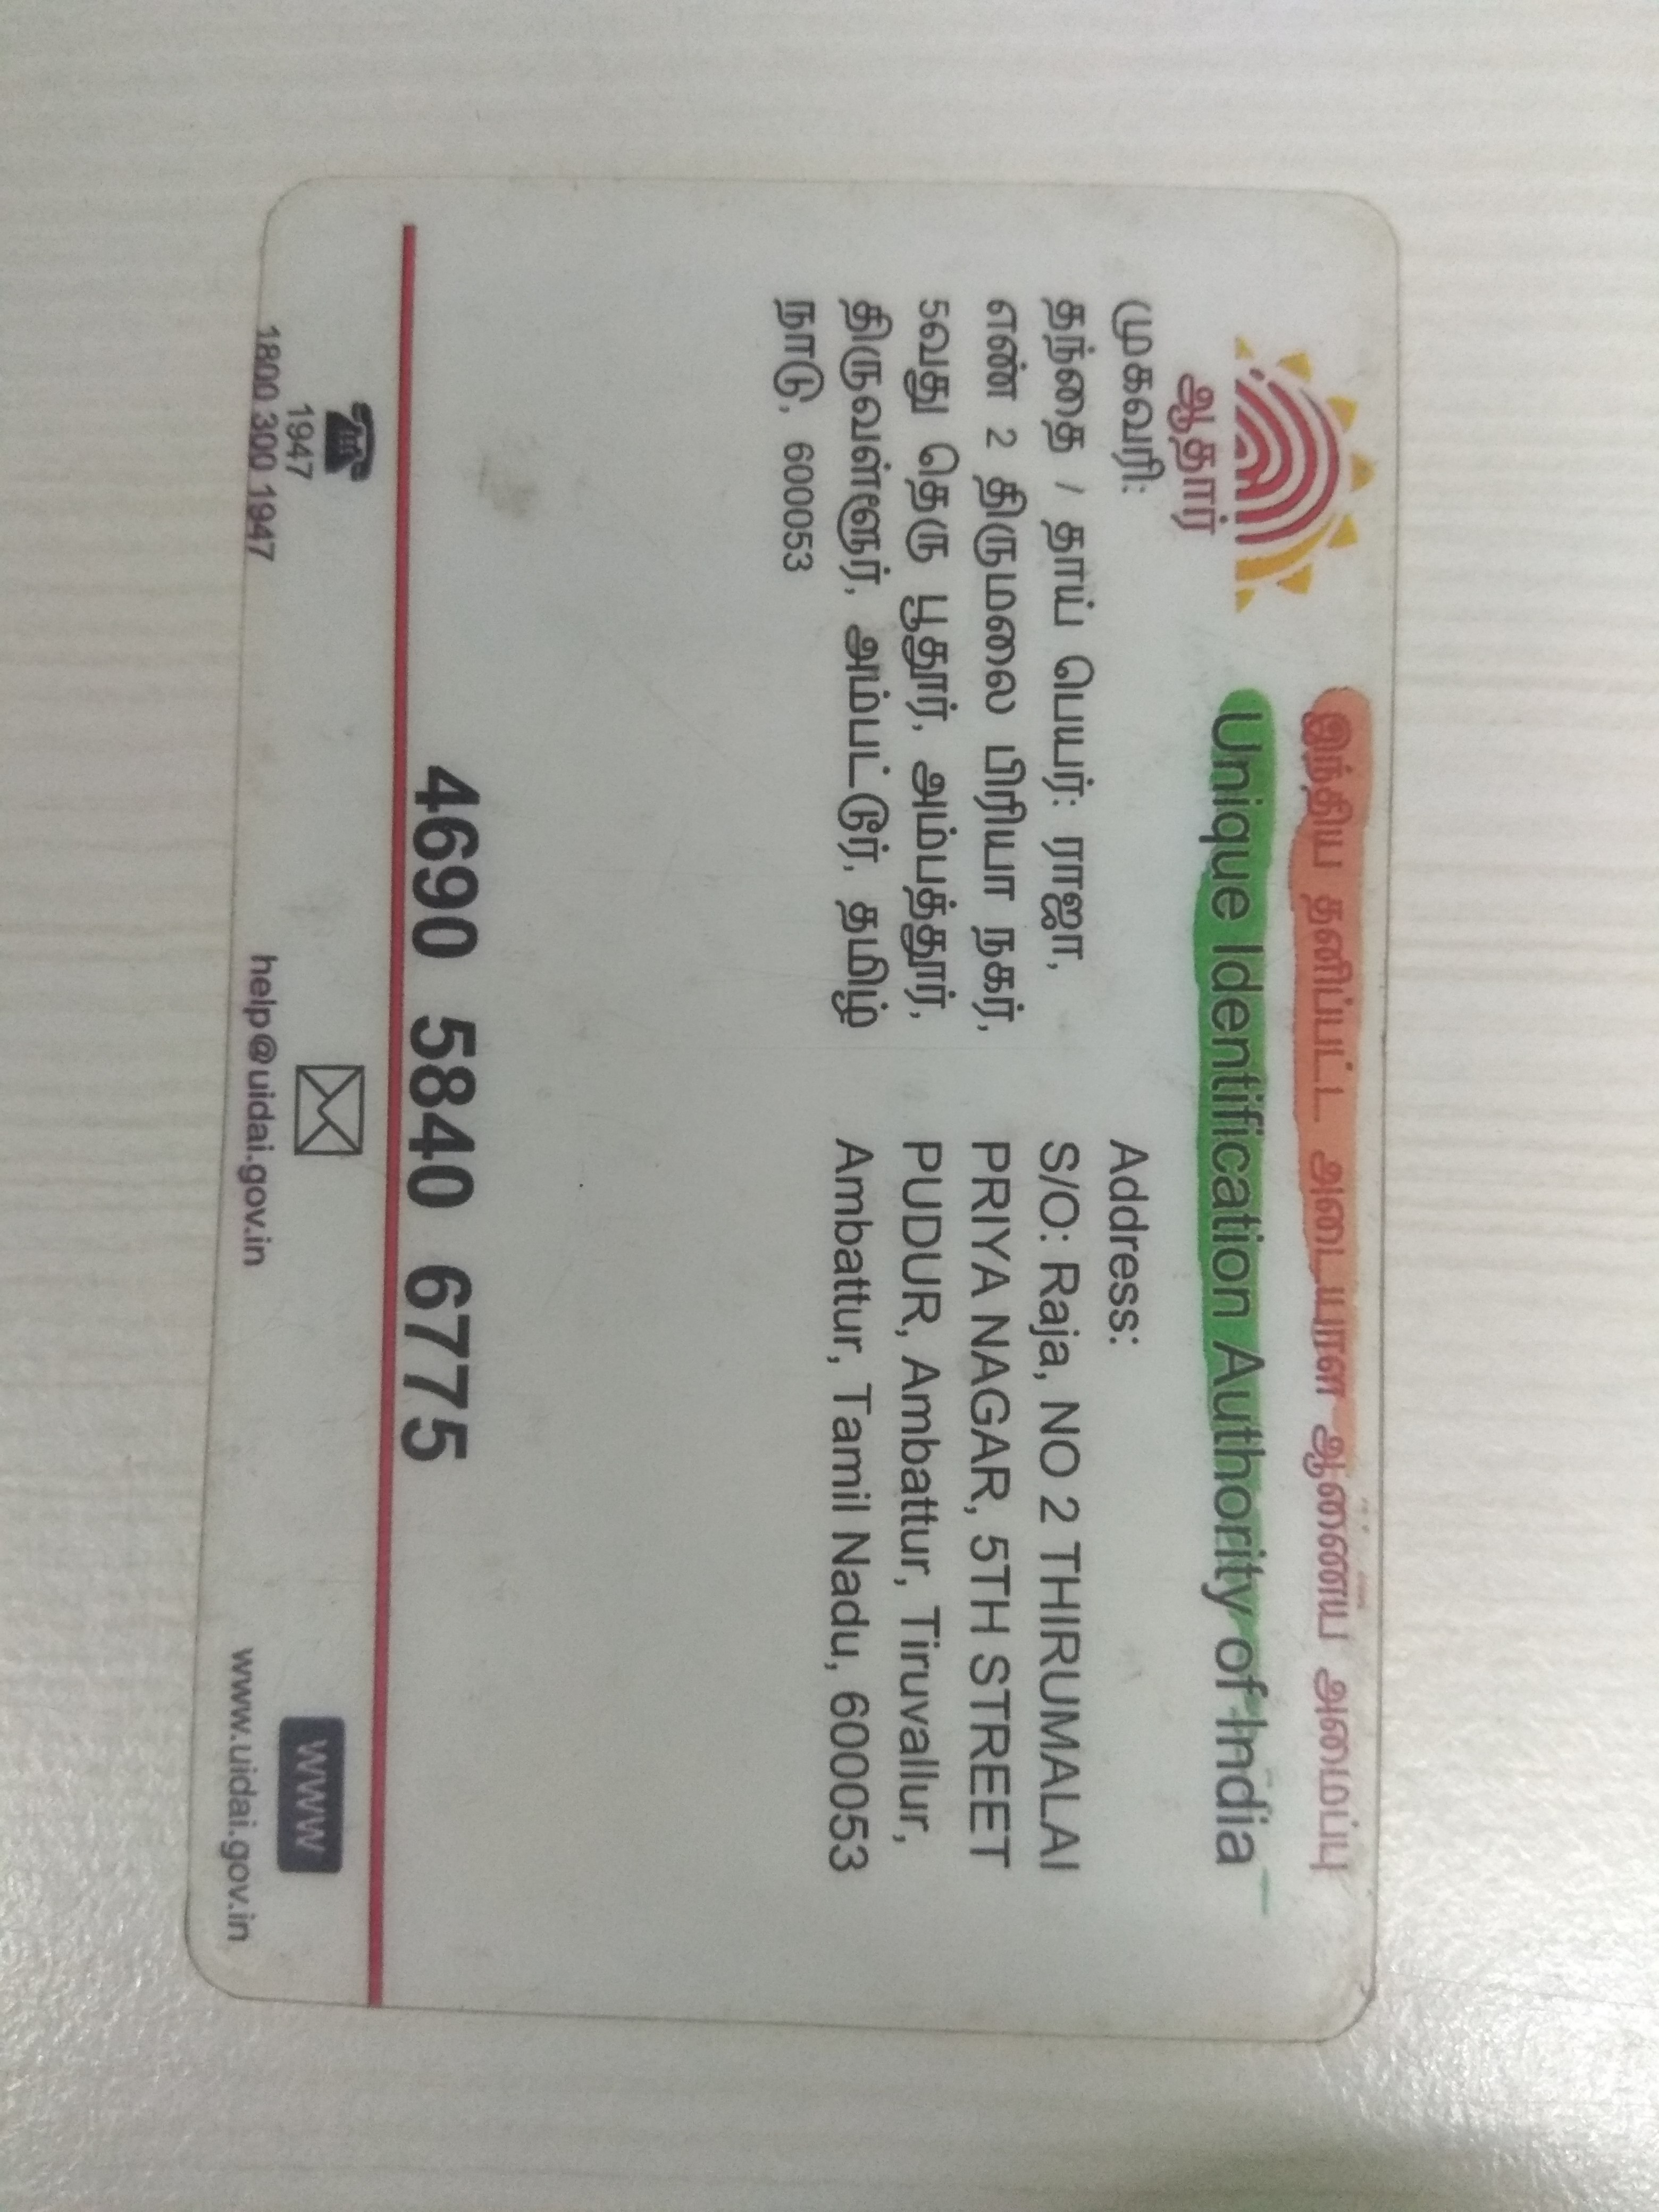 இந்திய தனிப்பட்ட அடையாள ஆணைய அமைப்பு
Unique Identification Authority of India
ஆதார்
முகவரி:
தந்தை / தாய் பெயர்: ராஜா,
எண் 2 திருமலை பிரியா நகர்,
5வது தெரு பூதூர், அம்பத்தூர்,
திருவள்ளூர், அம்பட்டூர், தமிழ்
நாடு, 600053
Address:
S/O: Raja, NO 2 THIRUMALAI
PRIYA NAGAR, 5TH STREET
PUDUR, Ambattur, Tiruvallur,
Ambattur, Tamil Nadu, 600053
4690 5840 6775
1947
1800 300 1947
help@uidai.gov.in
www
www.uidai.gov.in